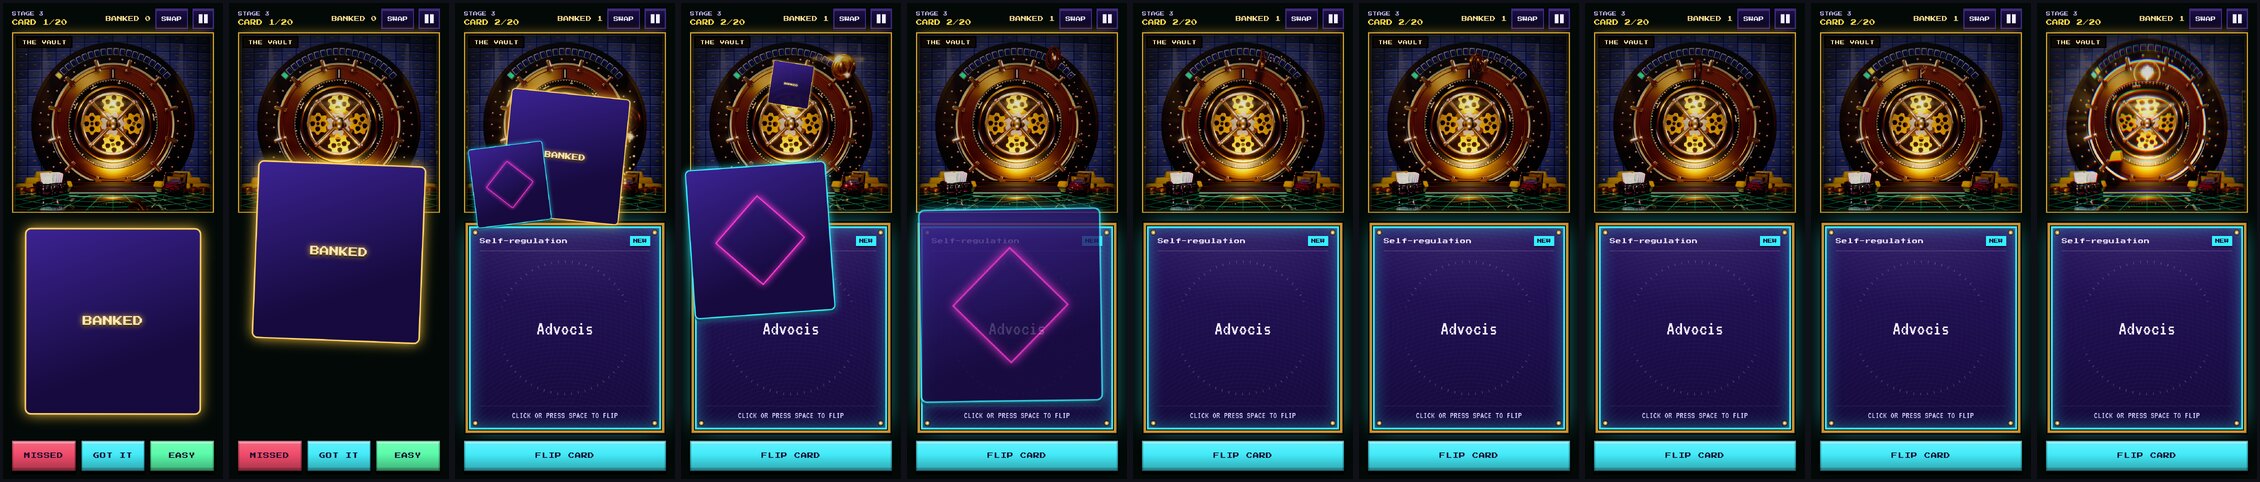 STAGE 3
CARD 1/20
BANKED 0
SWAP
THE VAULT
BANKED
MISSED
GOT IT
EASY
STAGE 3
CARD 1/20
BANKED 0
SWAP
THE VAULT
BANKED
MISSED
GOT IT
EASY
STAGE 3
CARD 2/20
BANKED 1
SWAP
THE VAULT
BANKED
Self-regulation
NEW
Advocis
CLICK OR PRESS SPACE TO FLIP
FLIP CARD
STAGE 3
CARD 2/20
BANKED 1
SWAP
THE VAULT
BANKED
NEW
Advocis
CLICK OR PRESS SPACE TO FLIP
FLIP CARD
STAGE 3
CARD 2/20
BANKED 1
SWAP
THE VAULT
Self-regulation
NEW
Advocis
CLICK OR PRESS SPACE TO FLIP
FLIP CARD
STAGE 3
CARD 2/20
BANKED 1
SWAP
THE VAULT
Self-regulation
NEW
Advocis
CLICK OR PRESS SPACE TO FLIP
FLIP CARD
STAGE 3
CARD 2/20
BANKED 1
SWAP
THE VAULT
Self-regulation
NEW
Advocis
CLICK OR PRESS SPACE TO FLIP
FLIP CARD
STAGE 3
CARD 2/20
BANKED 1
SWAP
THE VAULT
Self-regulation
NEW
Advocis
CLICK OR PRESS SPACE TO FLIP
FLIP CARD
STAGE 3
CARD 2/20
BANKED 1
SWAP
THE VAULT
Self-regulation
NEW
Advocis
CLICK OR PRESS SPACE TO FLIP
FLIP CARD
STAGE 3
CARD 2/20
BANKED 1
SWAP
THE VAULT
Self-regulation
NEW
Advocis
CLICK OR PRESS SPACE TO FLIP
FLIP CARD